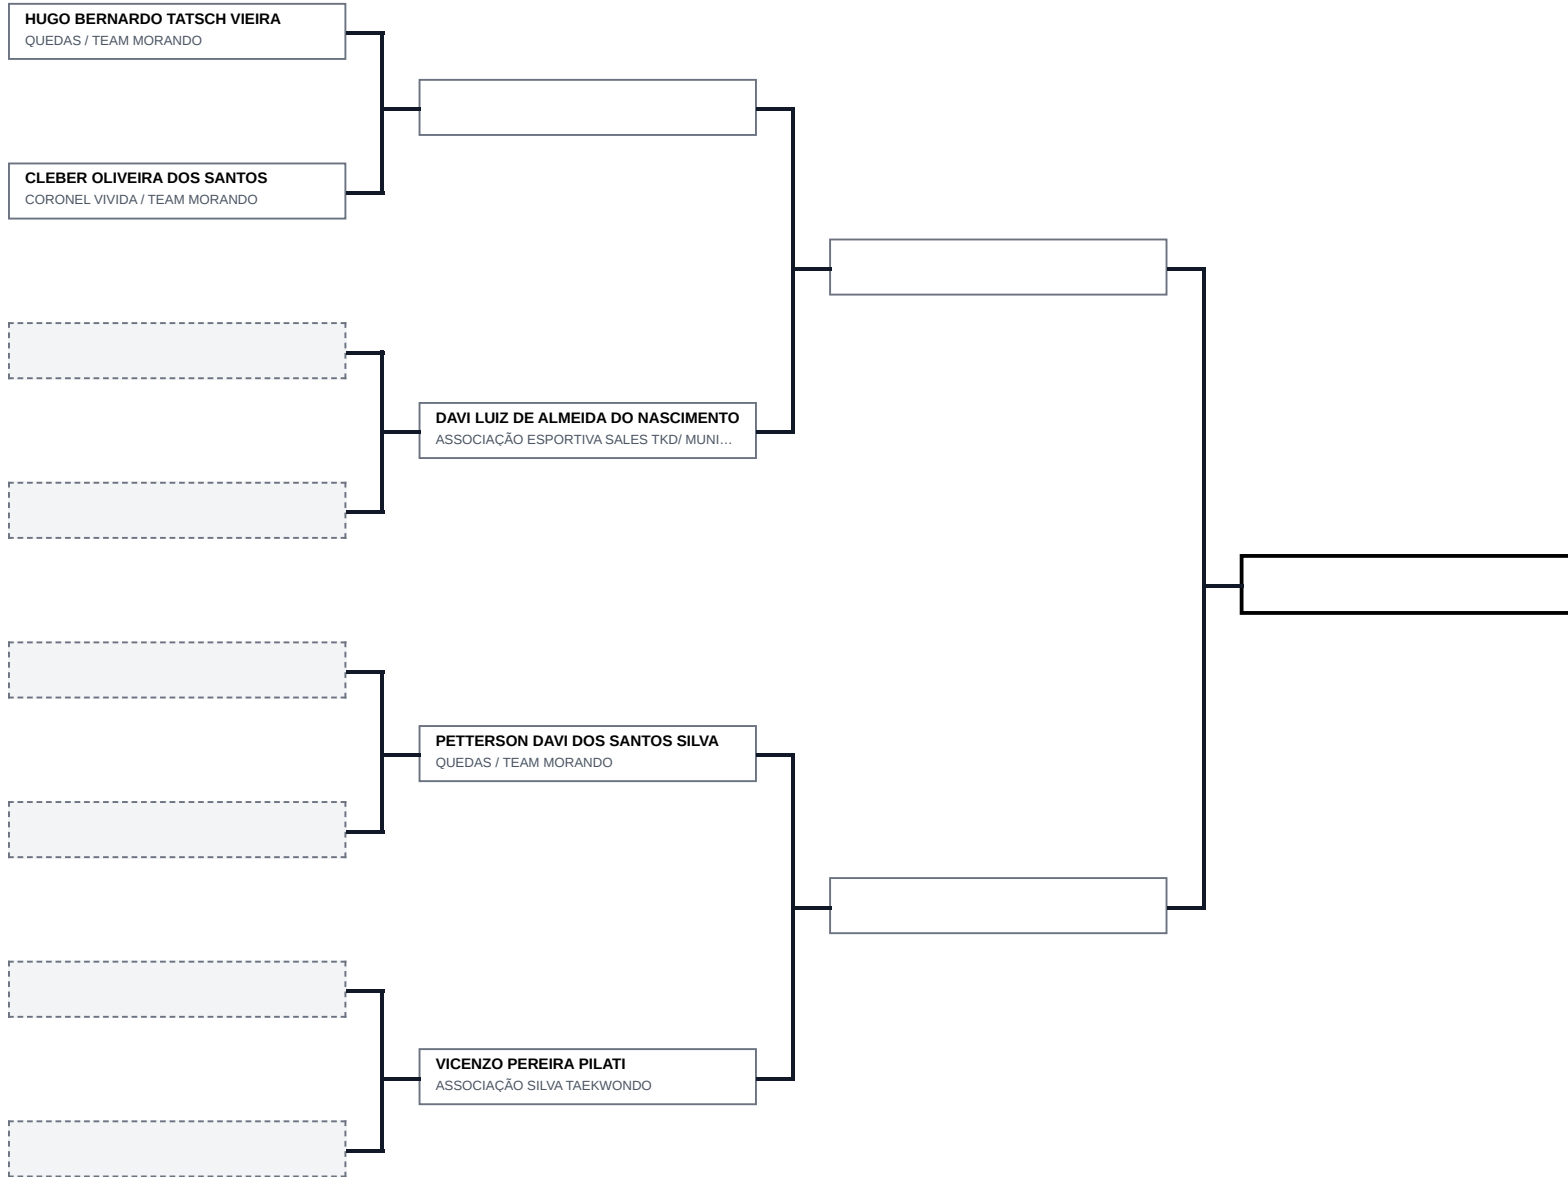 HUGO BERNARDO TATSCH VIEIRA
QUEDAS / TEAM MORANDO
CLEBER OLIVEIRA DOS SANTOS
CORONEL VIVIDA / TEAM MORANDO
DAVI LUIZ DE ALMEIDA DO NASCIMENTO
ASSOCIAÇÃO ESPORTIVA SALES TKD/ MUNI…
PETTERSON DAVI DOS SANTOS SILVA
QUEDAS / TEAM MORANDO
VICENZO PEREIRA PILATI
ASSOCIAÇÃO SILVA TAEKWONDO